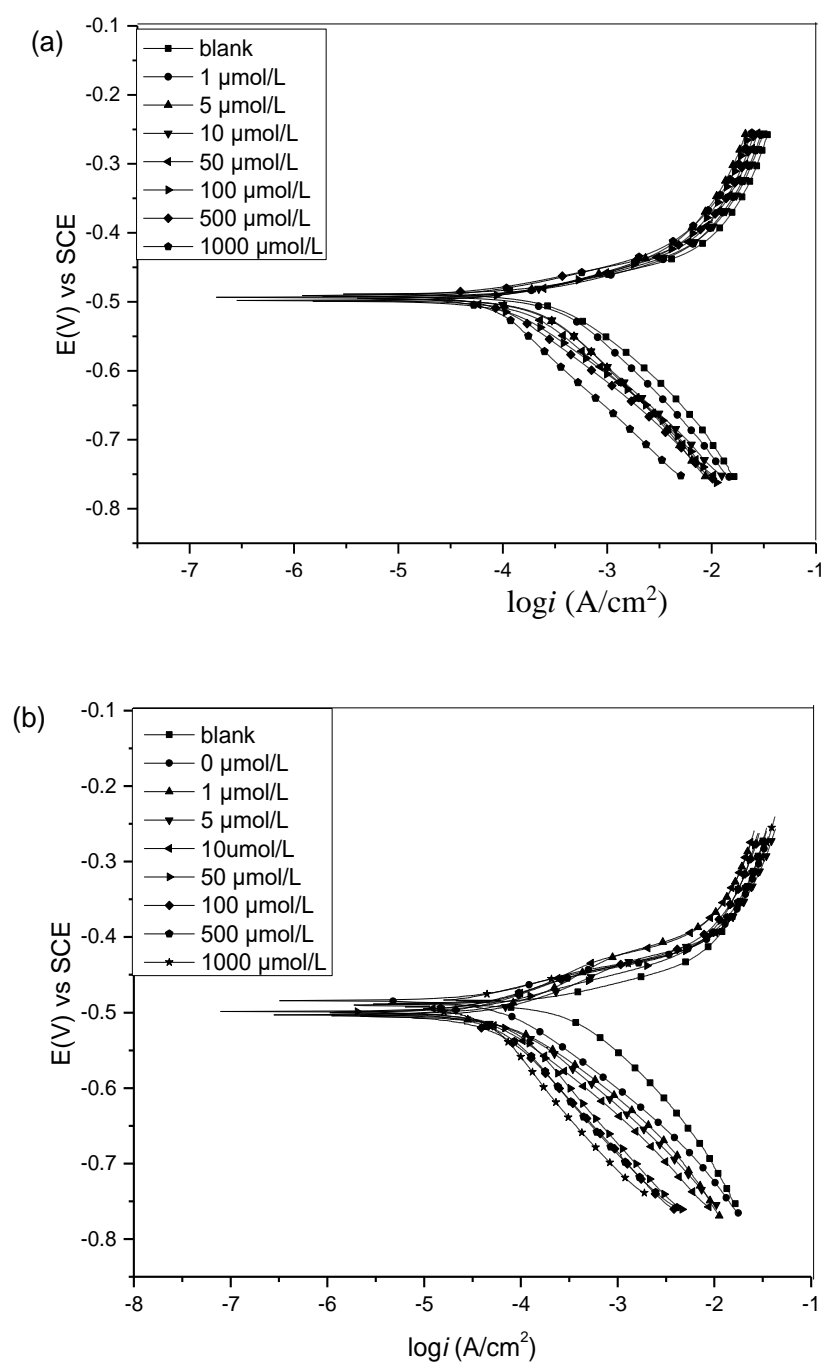 (a)
-0.1
-0.2
-0.3
-0.4
-0.5
-0.6
-0.7
-0.8
E(V) vs SCE
blank
1 µmol/L
5 µmol/L
10 µmol/L
50 µmol/L
100 µmol/L
500 µmol/L
1000 µmol/L
-7 -6 -5 -4 -3 -2 -1
logi (A/cm²)
(b)
-0.1
-0.2
-0.3
-0.4
-0.5
-0.6
-0.7
-0.8
E(V) vs SCE
blank
0 µmol/L
1 µmol/L
5 µmol/L
10umol/L
50 µmol/L
100 µmol/L
500 µmol/L
1000 µmol/L
-8 -7 -6 -5 -4 -3 -2 -1
logi (A/cm²)